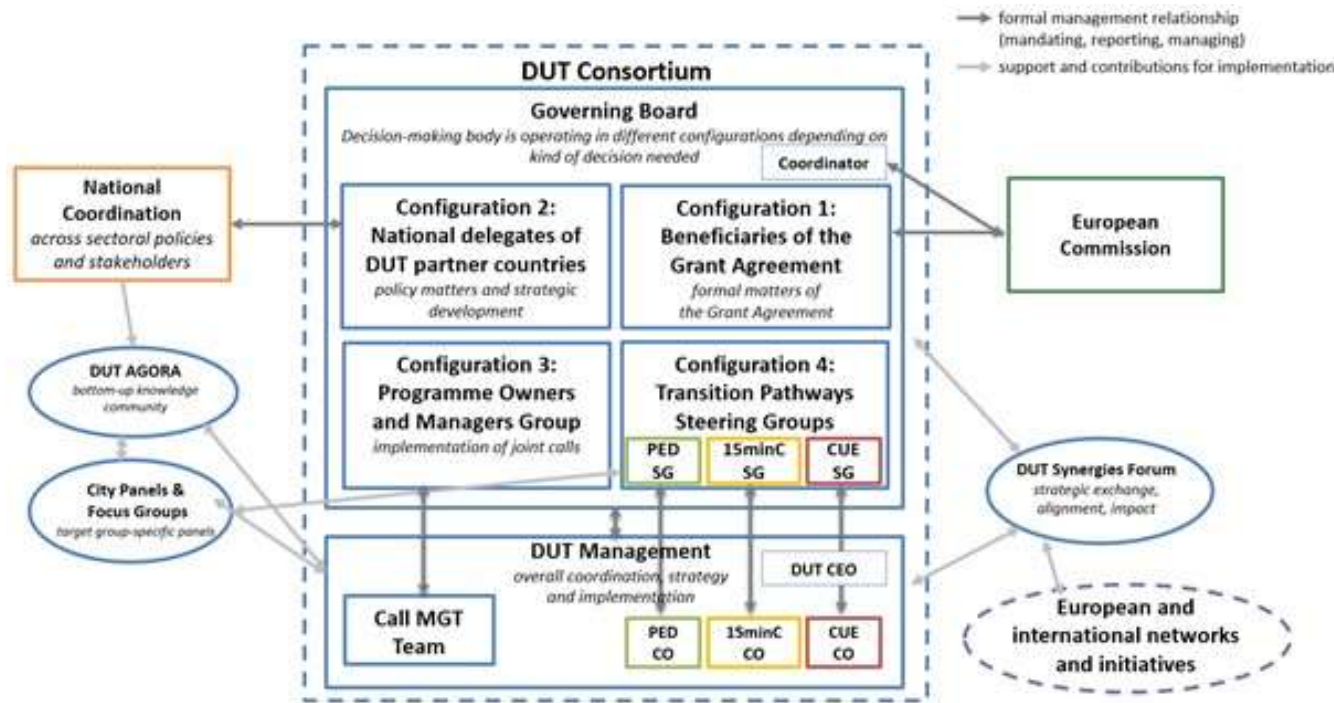 formal management relationship
(mandating, reporting, managing)
support and contributions for implementation
DUT Consortium
Governing Board
Decision-making body is operating in different configurations depending on
kind of decision needed
Coordinator
National
Coordination
across sectoral policies
and stakeholders
Configuration 2:
National delegates of
DUT partner countries
policy matters and strategic
development
Configuration 1:
Beneficiaries of the
Grant Agreement
formal matters of
the Grant Agreement
European
Commission
DUT AGORA
bottom-up knowledge
community
Configuration 3:
Programme Owners
and Managers Group
implementation of joint calls
Configuration 4:
Transition Pathways
Steering Groups
PED
SG
15minC
SG
CUE
SG
City Panels &
Focus Groups
target group-specific panels
DUT Synergies Forum
strategic exchange,
alignment, impact
DUT Management
overall coordination, strategy
and implementation
DUT CEO
Call MGT
Team
PED
CO
15minC
CO
CUE
CO
European and
international networks
and initiatives